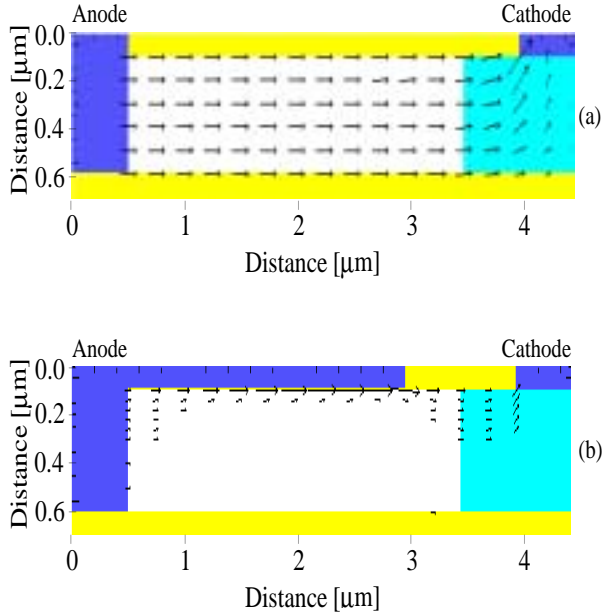 Anode Cathode
0.0
0.2
0.4
0.6
Distance [μm]
(a)
0 1 2 3 4
Distance [μm]
Anode Cathode
0.0
0.2
0.4
0.6
Distance [μm]
(b)
0 1 2 3 4
Distance [μm]